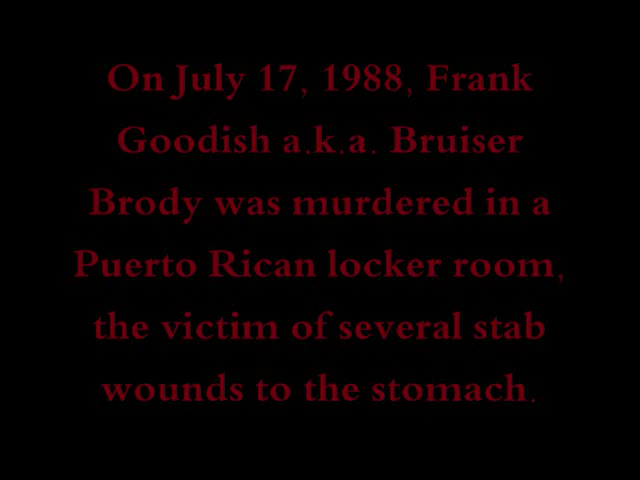 On July 17, 1988, Frank
Goodish a.k.a. Bruiser
Brody was murdered in a
Puerto Rican locker room,
the victim of several stab
wounds to the stomach.